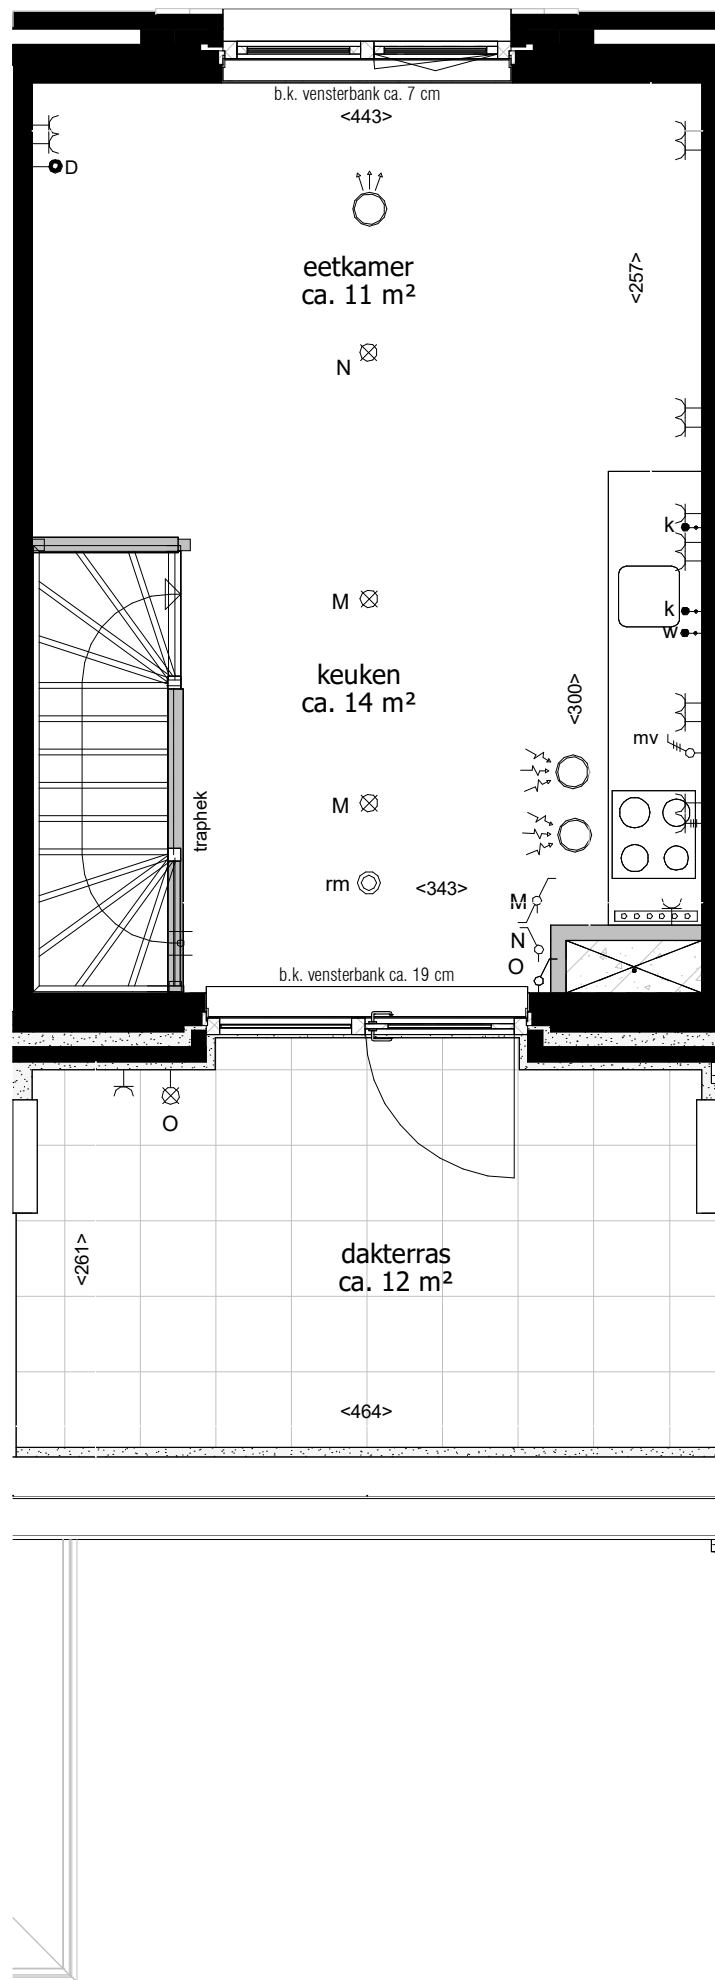 b.k. vensterbank ca. 7 cm
<443>
D
eetkamer
ca. 11 m²
<257>
N
k
M
k
w
keuken
ca. 14 m²
<300>
mv
traphek
M
rm
<343>
M
N
O
b.k. vensterbank ca. 19 cm
O
<261>
dakterras
ca. 12 m²
<464>